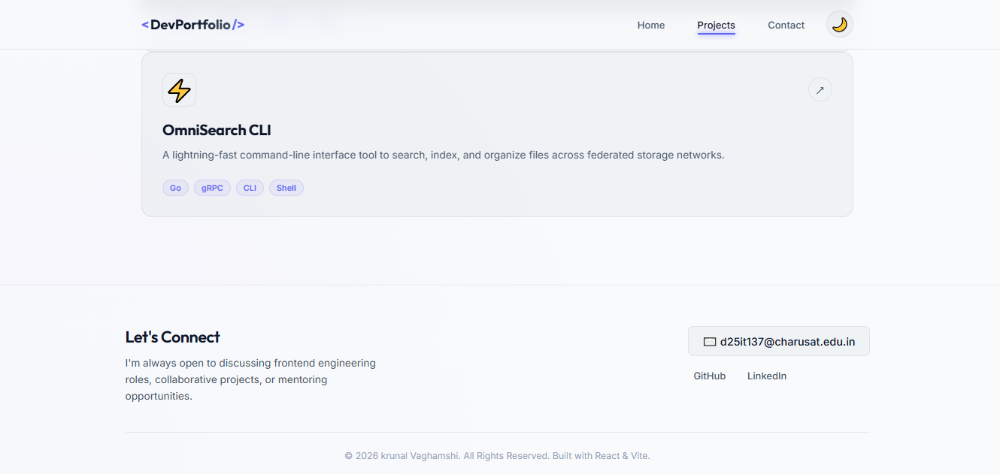 <DevPortfolio/>
Home Projects Contact
OmniSearch CLI
A lightning-fast command-line interface tool to search, index, and organize files across federated storage networks.
Go gRPC CLI Shell
Let's Connect
I'm always open to discussing frontend engineering
roles, collaborative projects, or mentoring
opportunities.
d25it137@charusat.edu.in
GitHub LinkedIn
© 2026 krunal Vaghamshi. All Rights Reserved. Built with React & Vite.